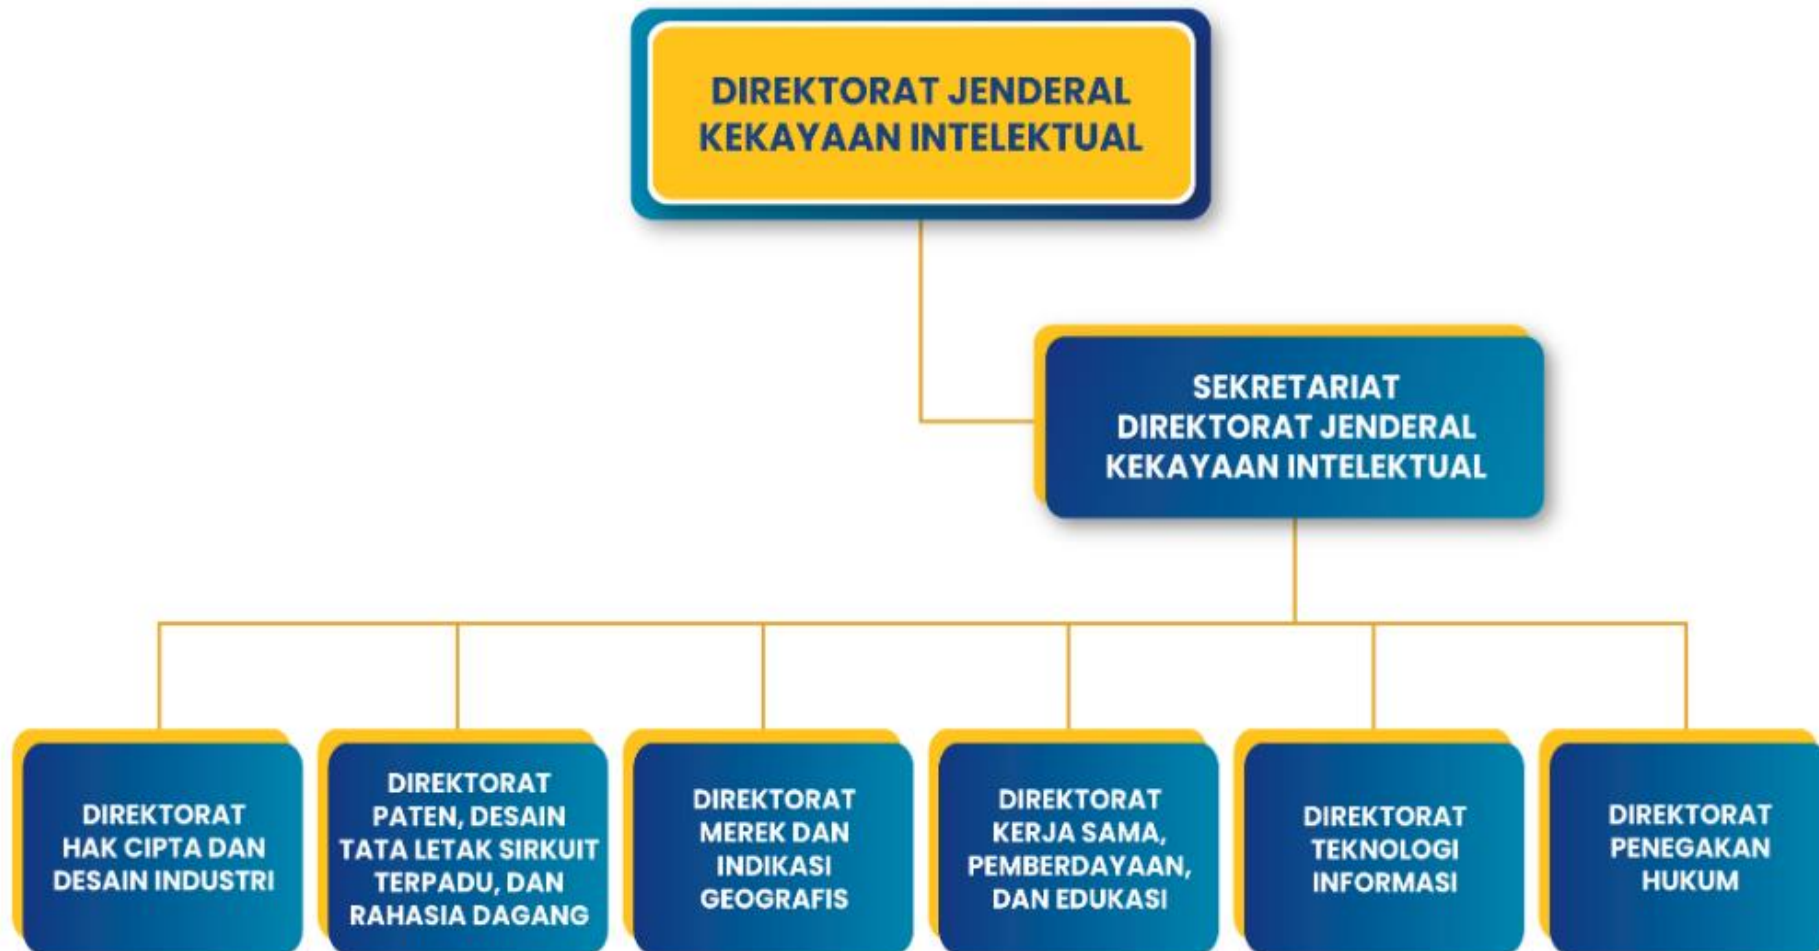 DIREKTORAT JENDERAL
KEKAYAAN INTELEKTUAL
SEKRETARIAT
DIREKTORAT JENDERAL
KEKAYAAN INTELEKTUAL
DIREKTORAT
HAK CIPTA DAN
DESAIN INDUSTRI
DIREKTORAT
PATEN, DESAIN
TATA LETAK SIRKUIT
TERPADU, DAN
RAHASIA DAGANG
DIREKTORAT
MEREK DAN
INDIKASI
GEOGRAFIS
DIREKTORAT
KERJA SAMA,
PEMBERDAYAAN,
DAN EDUKASI
DIREKTORAT
TEKNOLOGI
INFORMASI
DIREKTORAT
PENEGAKAN
HUKUM